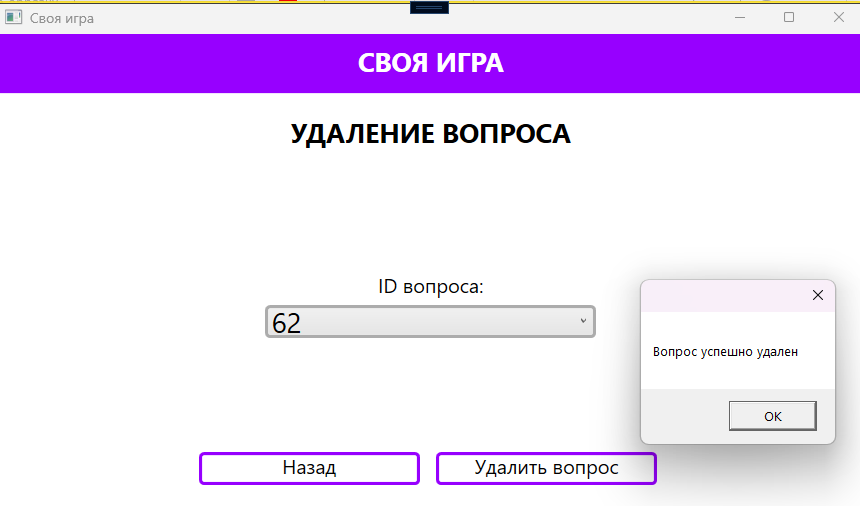 Своя игра
СВОЯ ИГРА
УДАЛЕНИЕ ВОПРОСА
ID вопроса:
62
Вопрос успешно удален
OK
Назад
Удалить вопрос